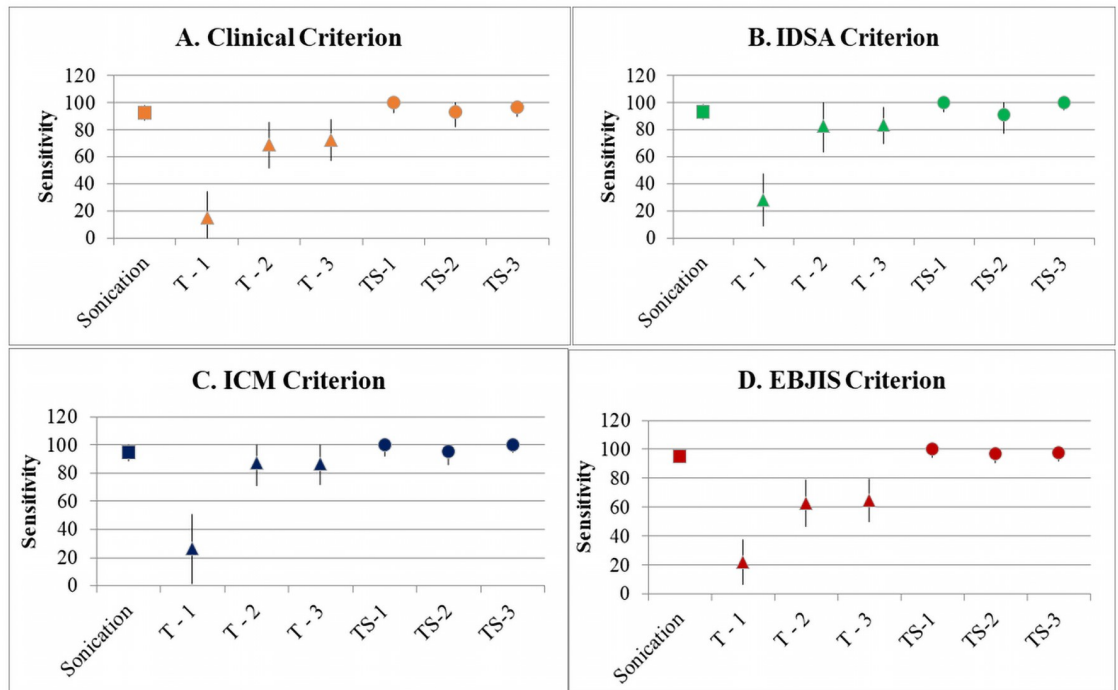 A. Clinical Criterion
Sensitivity
120
100
80
60
40
20
0
Sonication
T - 1
T - 2
T - 3
TS-1
TS-2
TS-3
B. IDSA Criterion
Sensitivity
120
100
80
60
40
20
0
Sonication
T - 1
T - 2
T - 3
TS-1
TS-2
TS-3
C. ICM Criterion
Sensitivity
120
100
80
60
40
20
0
Sonication
T - 1
T - 2
T - 3
TS-1
TS-2
TS-3
D. EBJIS Criterion
Sensitivity
120
100
80
60
40
20
0
Sonication
T - 1
T - 2
T - 3
TS-1
TS-2
TS-3